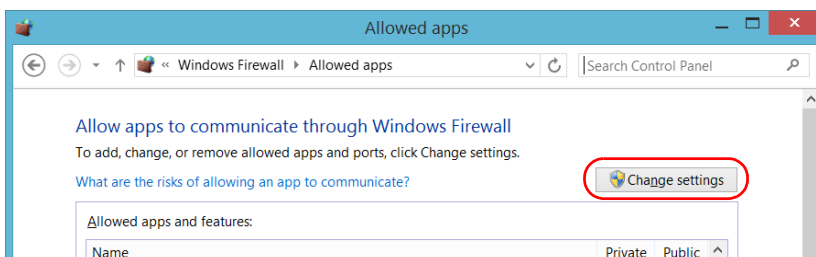 Allowed apps
« Windows Firewall Allowed apps
Search Control Panel
Allow apps to communicate through Windows Firewall
To add, change, or remove allowed apps and ports, click Change settings.
What are the risks of allowing an app to communicate?
Change settings
Allowed apps and features:
Name Private Public